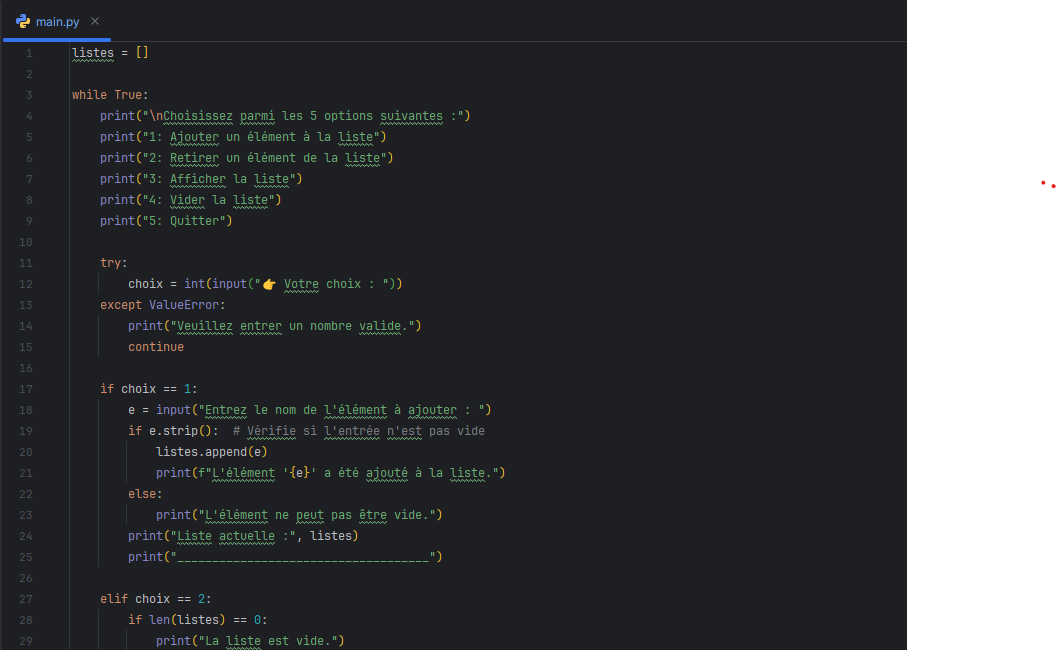 main.py
1 listes = []
2
3 while True:
4     print("\nChoisissez parmi les 5 options suivantes :")
5     print("1: Ajouter un élément à la liste")
6     print("2: Retirer un élément de la liste")
7     print("3: Afficher la liste")
8     print("4: Vider la liste")
9     print("5: Quitter")
10
11     try:
12         choix = int(input("👉 Votre choix : "))
13     except ValueError:
14         print("Veuillez entrer un nombre valide.")
15         continue
16
17     if choix == 1:
18         e = input("Entrez le nom de l'élément à ajouter : ")
19         if e.strip():  # Vérifie si l'entrée n'est pas vide
20             listes.append(e)
21             print(f"L'élément '{e}' a été ajouté à la liste.")
22         else:
23             print("L'élément ne peut pas être vide.")
24         print("Liste actuelle :", listes)
25         print("____________________________________")
26
27     elif choix == 2:
28         if len(listes) == 0:
29             print("La liste est vide.")